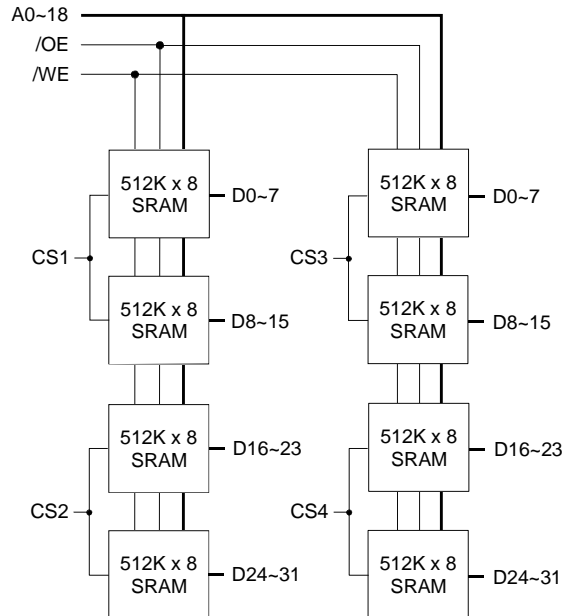 A0~18
/OE
/WE
512K x 8
SRAM
D0~7
512K x 8
SRAM
D0~7
CS1
CS3
512K x 8
SRAM
D8~15
512K x 8
SRAM
D8~15
512K x 8
SRAM
D16~23
512K x 8
SRAM
D16~23
CS2
CS4
512K x 8
SRAM
D24~31
512K x 8
SRAM
D24~31